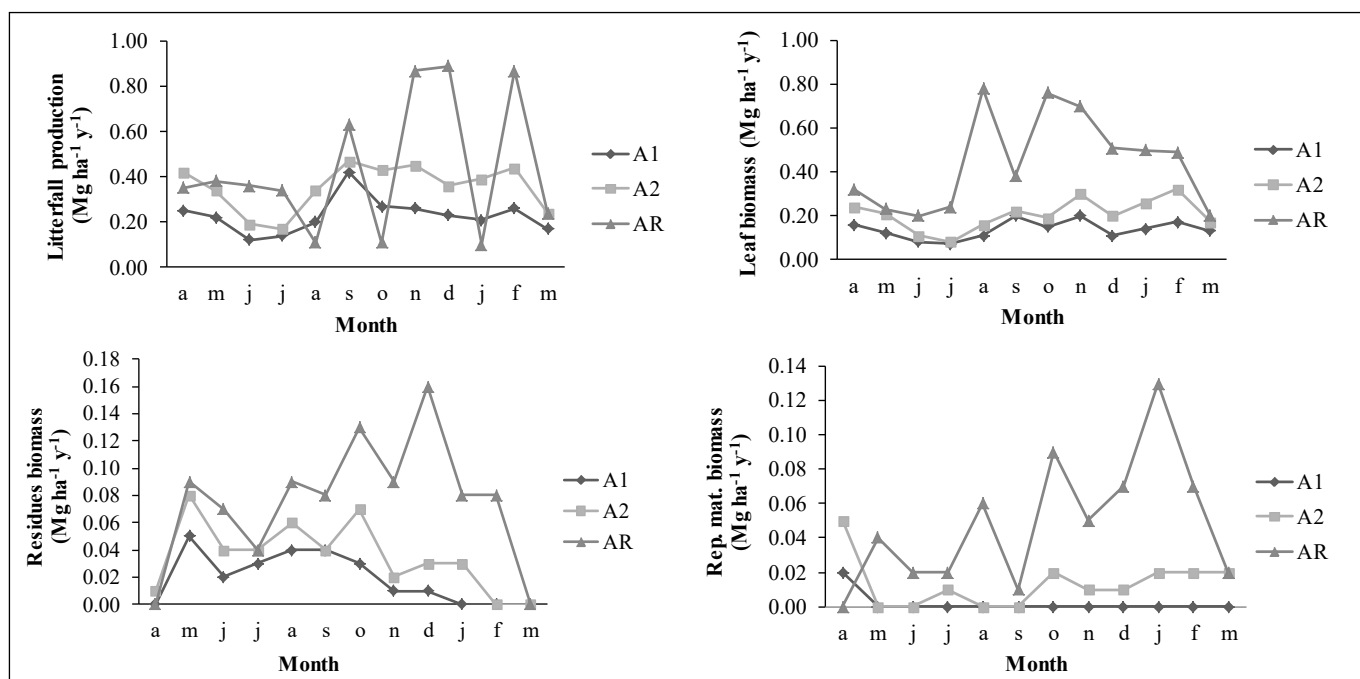 1.00
0.80
0.60
0.40
0.20
0.00
Litterfall production
(Mg ha-1 y-1)
a m j j a s o n d j f m
Month
A1
A2
AR
1.00
0.80
0.60
0.40
0.20
0.00
Leaf biomass (Mg ha-1 y-1)
a m j j a s o n d j f m
Month
A1
A2
AR
0.18
0.16
0.14
0.12
0.10
0.08
0.06
0.04
0.02
0.00
Residues biomass
(Mg ha-1 y-1)
a m j j a s o n d j f m
Month
A1
A2
AR
0.14
0.12
0.10
0.08
0.06
0.04
0.02
0.00
Rep. mat. biomass
(Mg ha-1 y-1)
a m j j a s o n d j f m
Month
A1
A2
AR